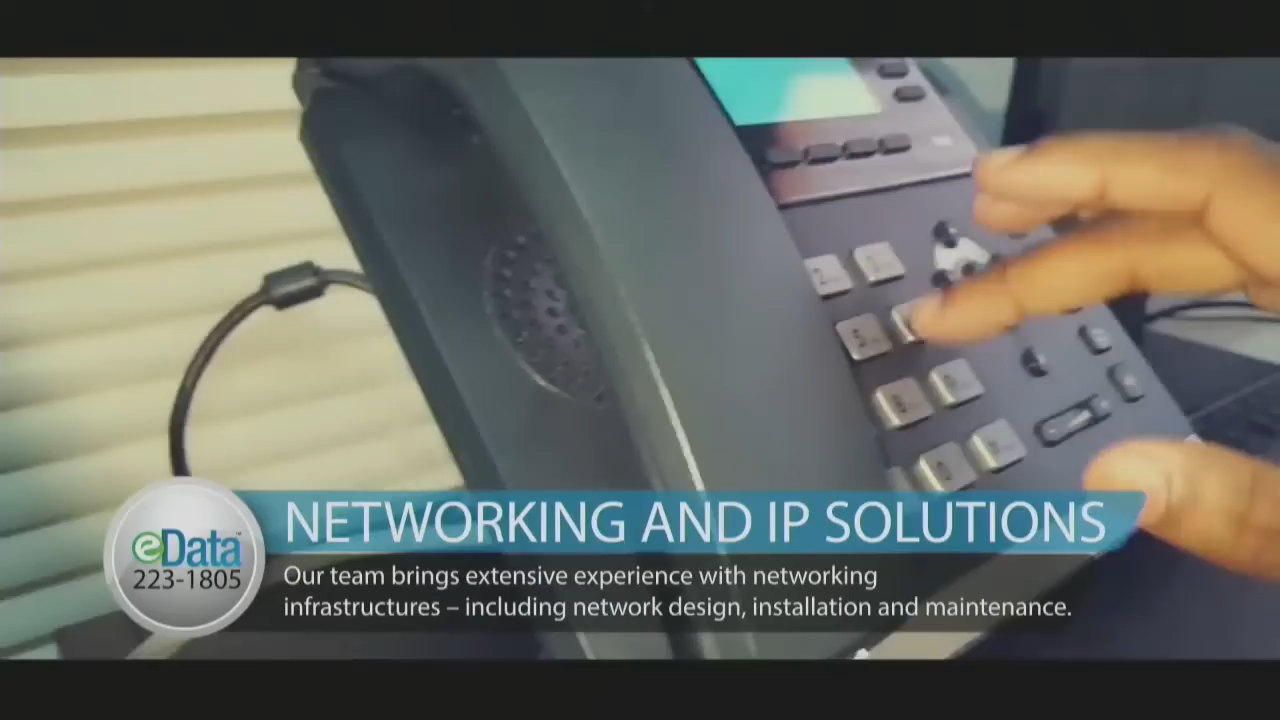 NETWORKING AND IP SOLUTIONS
eData™
223-1805
Our team brings extensive experience with networking
infrastructures – including network design, installation and maintenance.